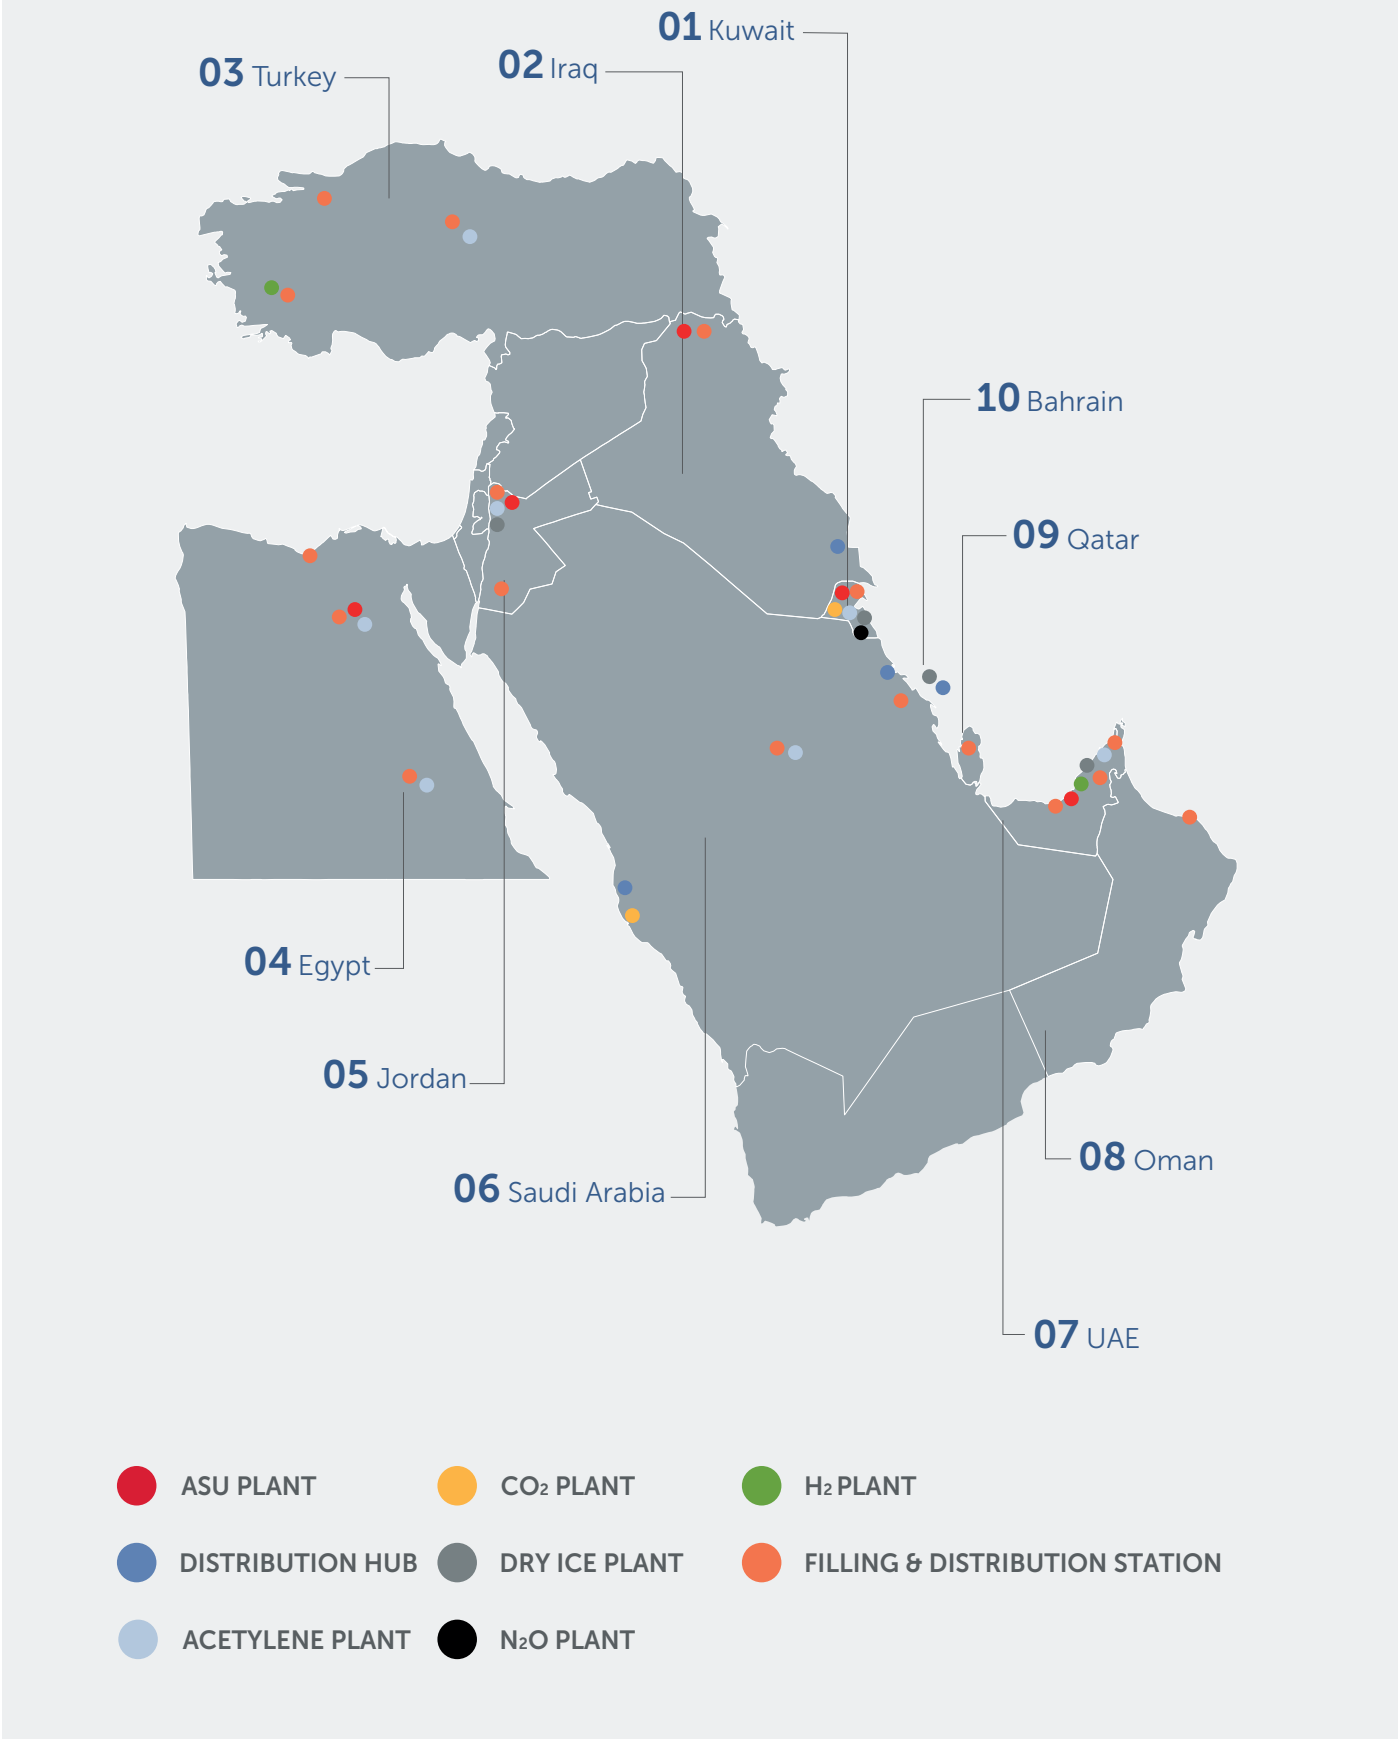 01 Kuwait
02 Iraq
03 Turkey
10 Bahrain
09 Qatar
04 Egypt
05 Jordan
08 Oman
06 Saudi Arabia
07 UAE
ASU PLANT
CO₂ PLANT
H₂ PLANT
DISTRIBUTION HUB
DRY ICE PLANT
FILLING & DISTRIBUTION STATION
ACETYLENE PLANT
N₂O PLANT